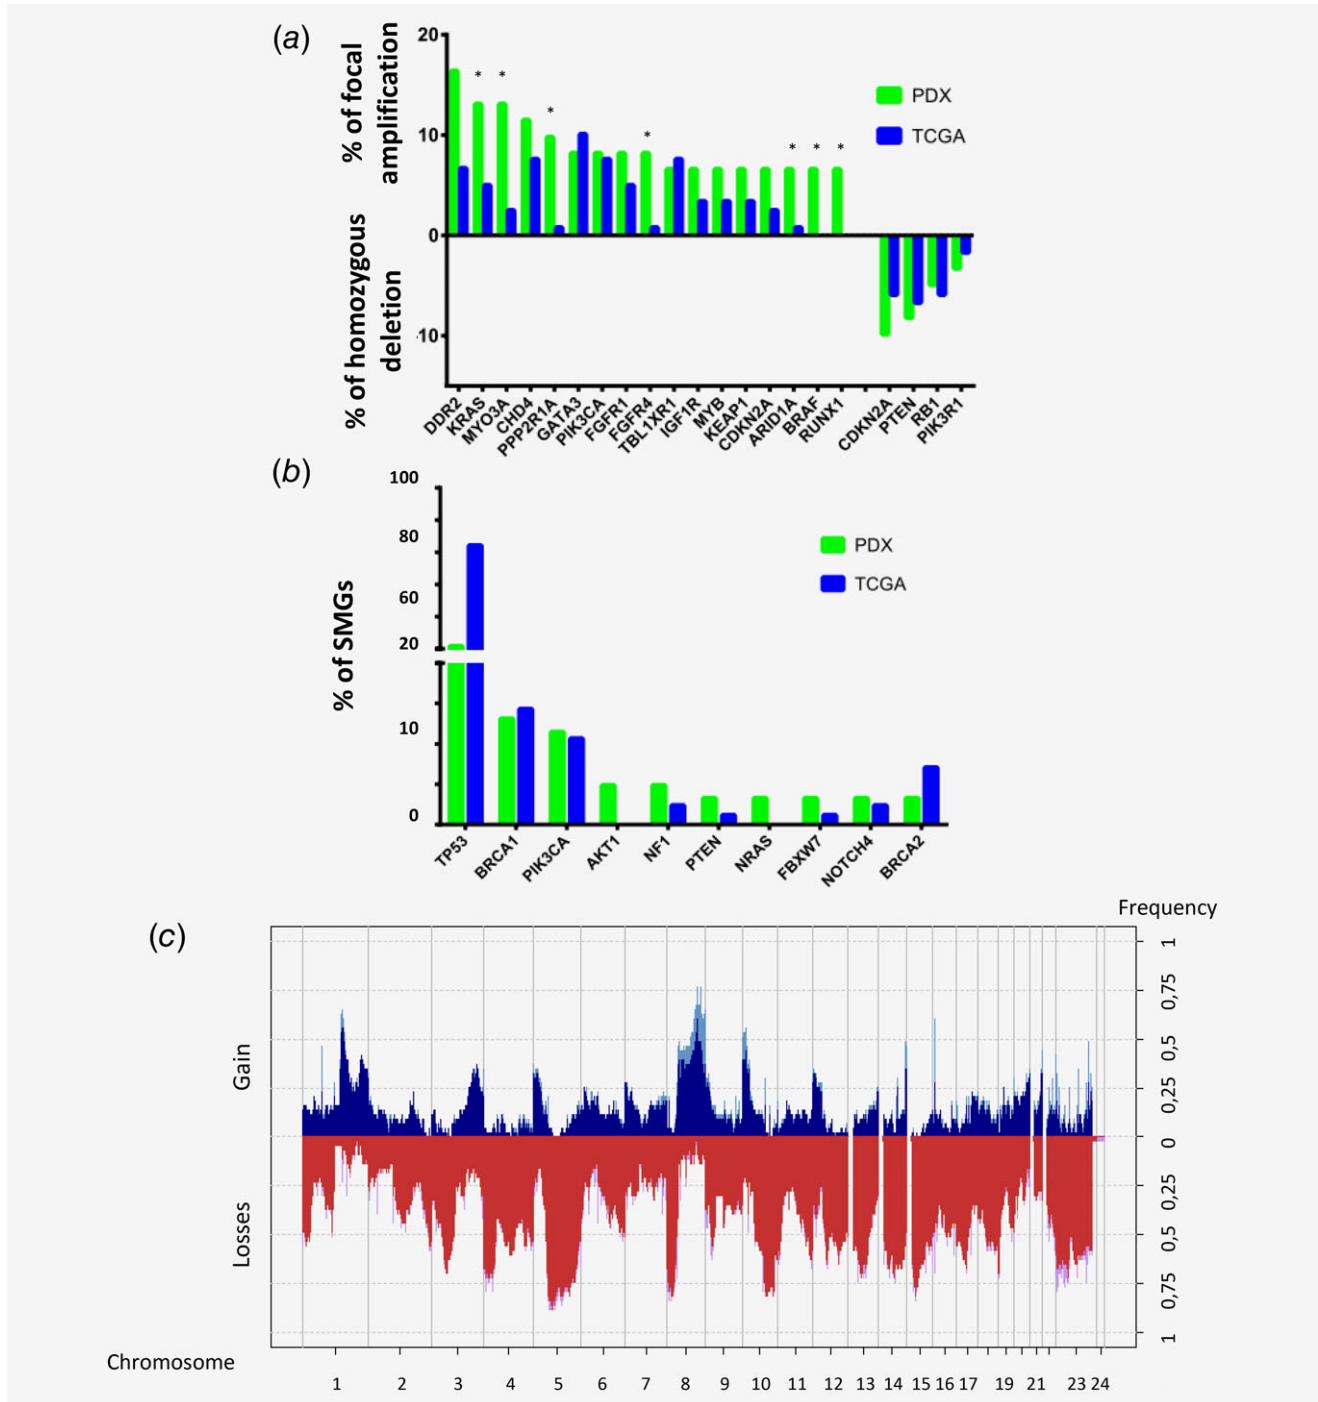 (a)
% of focal
amplification
% of homozygous
deletion
20
10
0
-10
* * * * * * *
PDX
TCGA
DDR2
KRAS
MYO3A
CHD4
PPP2R1A
GATA3
PIK3CA
FGFR1
FGFR4
TBL1XR1
IGF1R
MYB
KEAP1
CDKN2A
ARID1A
BRAF
RUNX1
CDKN2A
PTEN
RB1
PIK3R1
(b)
% of SMGs
100
80
60
20
10
0
PDX
TCGA
TP53
BRCA1
PIK3CA
AKT1
NF1
PTEN
NRAS
FBXW7
NOTCH4
BRCA2
(c)
Frequency
Gain
Losses
1
0,75
0,5
0,25
0
0,25
0,5
0,75
1
Chromosome
1 2 3 4 5 6 7 8 9 10 11 12 13 14 15 16 17 19 21 23 24